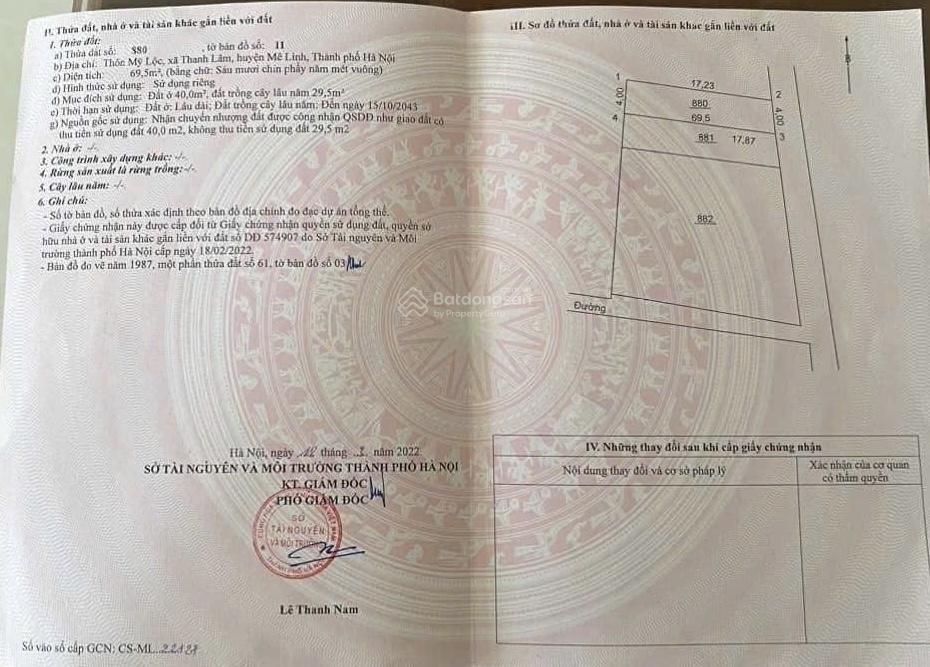 II. Thửa đất, nhà ở và tài sản khác gắn liền với đất
1. Thửa đất:
a) Thửa đất số: 880 , tờ bản đồ số: 11
b) Địa chỉ: Thôn Mỹ Lộc, xã Thanh Lâm, huyện Mê Linh, Thành phố Hà Nội
c) Diện tích: 69,5m², (bằng chữ: Sáu mươi chín phẩy năm mét vuông)
d) Hình thức sử dụng: Sử dụng riêng
đ) Mục đích sử dụng: Đất ở 40,0m², đất trồng cây lâu năm 29,5m²
e) Thời hạn sử dụng: Đất ở: Lâu dài; Đất trồng cây lâu năm: Đến ngày 15/10/2043
g) Nguồn gốc sử dụng: Nhận chuyển nhượng đất được công nhận QSDĐ như giao đất có
thu tiền sử dụng đất 40,0 m2, không thu tiền sử dụng đất 29,5 m2
2. Nhà ở: -/-
3. Công trình xây dựng khác: -/-
4. Rừng sản xuất là rừng trồng:-/-
5. Cây lâu năm: -/-
6. Ghi chú:
- Số tờ bản đồ, số thửa xác định theo bản đồ địa chính đo đạc dự án tổng thể.
- Giấy chứng nhận này được cấp đổi từ Giấy chứng nhận quyền sử dụng đất, quyền sở
hữu nhà ở và tài sản khác gắn liền với đất số DD 574907 do Sở Tài nguyên và Môi
trường thành phố Hà Nội cấp ngày 18/02/2022.
- Bản đồ đo vẽ năm 1987, một phần thửa đất số 61, tờ bản đồ số 03
Hà Nội, ngày tháng 3 năm 2022
SỞ TÀI NGUYÊN VÀ MÔI TRƯỜNG THÀNH PHỐ HÀ NỘI
KT. GIÁM ĐỐC
PHÓ GIÁM ĐỐC
SỞ
TÀI NGUYÊN
VÀ MÔI TRƯỜNG
THÀNH PHỐ HÀ NỘI
Lê Thanh Nam
Số vào sổ cấp GCN: CS-ML
III. Sơ đồ thửa đất, nhà ở và tài sản khác gắn liền với đất
B
1
17,23
2
4,00
880
4,00
4
69.5
3
881 17,87
882
Đường
Batdongsan
by PropertyGuru
IV. Những thay đổi sau khi cấp giấy chứng nhận
Nội dung thay đổi và cơ sở pháp lý
Xác nhận của cơ quan
có thẩm quyền